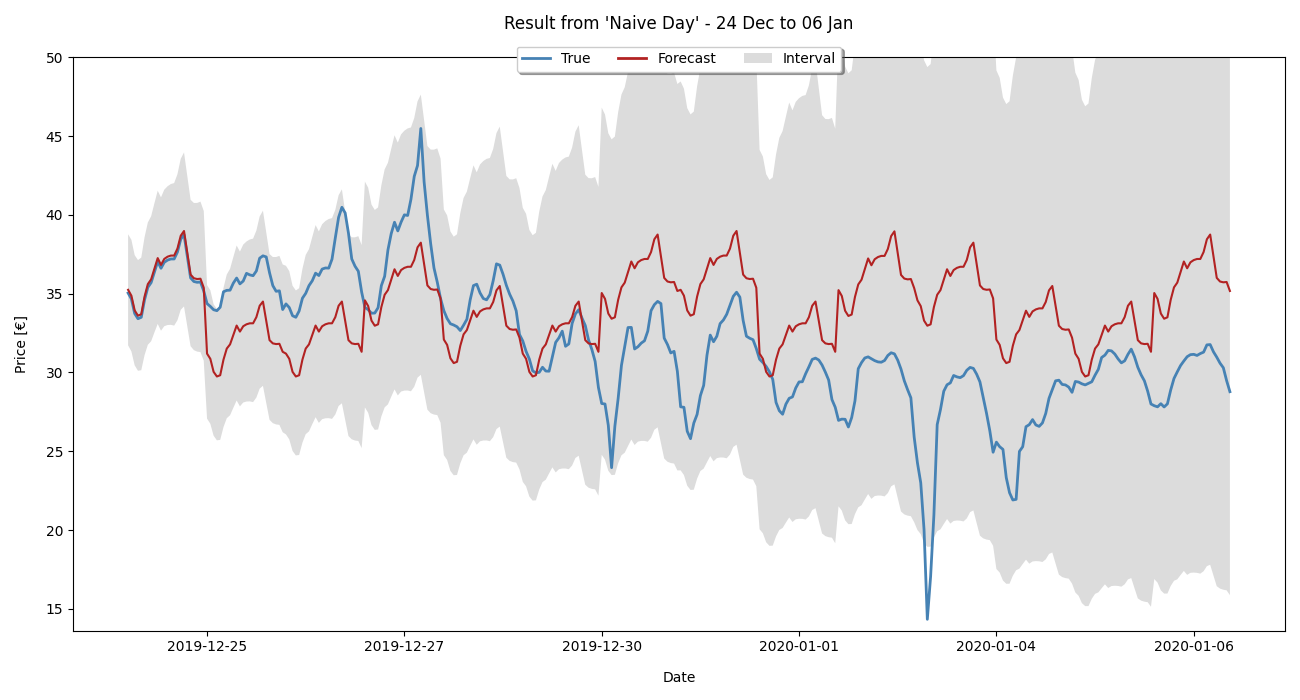 Result from 'Naive Day' - 24 Dec to 06 Jan
True Forecast Interval
50
45
40
35
30
25
20
15
Price [€]
2019-12-25 2019-12-27 2019-12-30 2020-01-01 2020-01-04 2020-01-06
Date